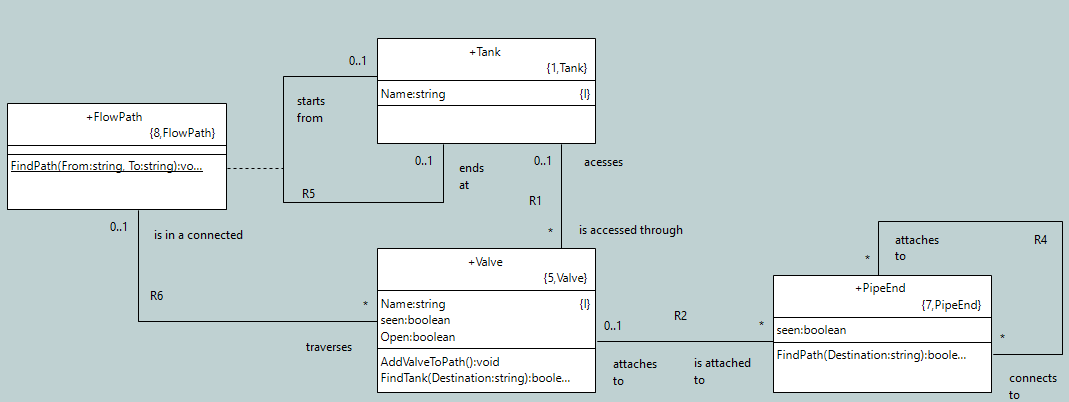 +Tank
{1,Tank}
Name:string {I}
0..1
starts
from
+FlowPath
{8,FlowPath}
FindPath(From:string, To:string):vo...
0..1
ends
at
0..1
acesses
R5
R1
0..1
is in a connected
*
is accessed through
R6
*
traverses
+Valve
{5,Valve}
Name:string {I}
seen:boolean
Open:boolean
AddValveToPath():void
FindTank(Destination:string):boole...
0..1
R2
*
attaches
to
is attached
to
attaches
to
R4
*
+PipeEnd
{7,PipeEnd}
seen:boolean
FindPath(Destination:string):boole...
*
connects
to